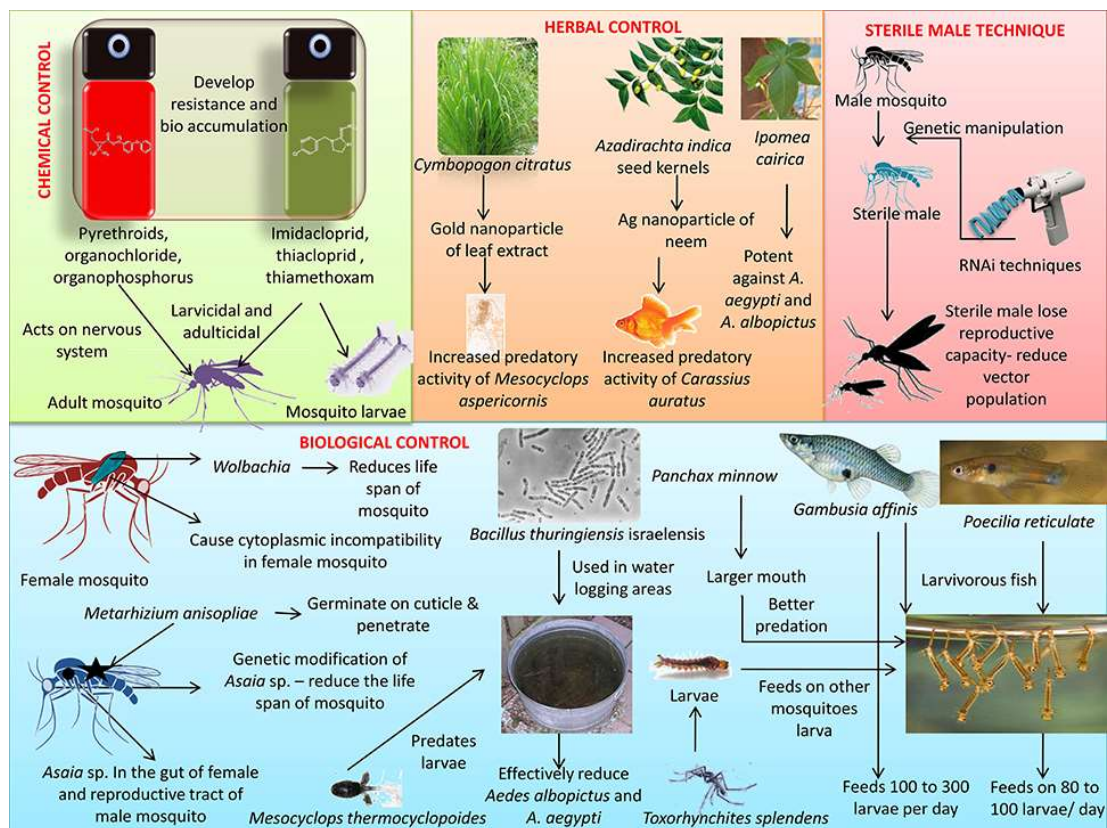 CHEMICAL CONTROL
Develop
resistance and
bio accumulation
Pyrethroids,
organochloride,
organophosphorus
Imidacloprid,
thiacloprid ,
thiamethoxam
Larvicidal and
adulticidal
Acts on nervous
system
Adult mosquito
Mosquito larvae
HERBAL CONTROL
Cymbopogon citratus
Gold nanoparticle
of leaf extract
Increased predatory
activity of Mesocyclops
aspericornis
Azadirachta indica
seed kernels
Ag nanoparticle of
neem
Increased predatory
activity of Carassius
auratus
Ipomea
cairica
Potent
against A.
aegypti and
A. albopictus
STERILE MALE TECHNIQUE
Male mosquito
Genetic manipulation
Sterile male
RNAi techniques
Sterile male lose
reproductive
capacity- reduce
vector
population
BIOLOGICAL CONTROL
Wolbachia
Reduces life
span of
mosquito
Cause cytoplasmic incompatibility
in female mosquito
Female mosquito
Metarhizium anisopliae
Germinate on cuticle &
penetrate
Genetic modification of
Asaia sp. – reduce the life
span of mosquito
Asaia sp. In the gut of female
and reproductive tract of
male mosquito
Bacillus thuringiensis israelensis
Used in water
logging areas
Predates
larvae
Mesocyclops thermocyclopoides
Effectively reduce
Aedes albopictus and
A. aegypti
Panchax minnow
Larger mouth
Better
predation
Larvae
Feeds on other
mosquitoes
larva
Toxorhynchites splendens
Gambusia affinis
Poecilia reticulate
Larvivorous fish
Feeds 100 to 300
larvae per day
Feeds on 80 to
100 larvae/ day